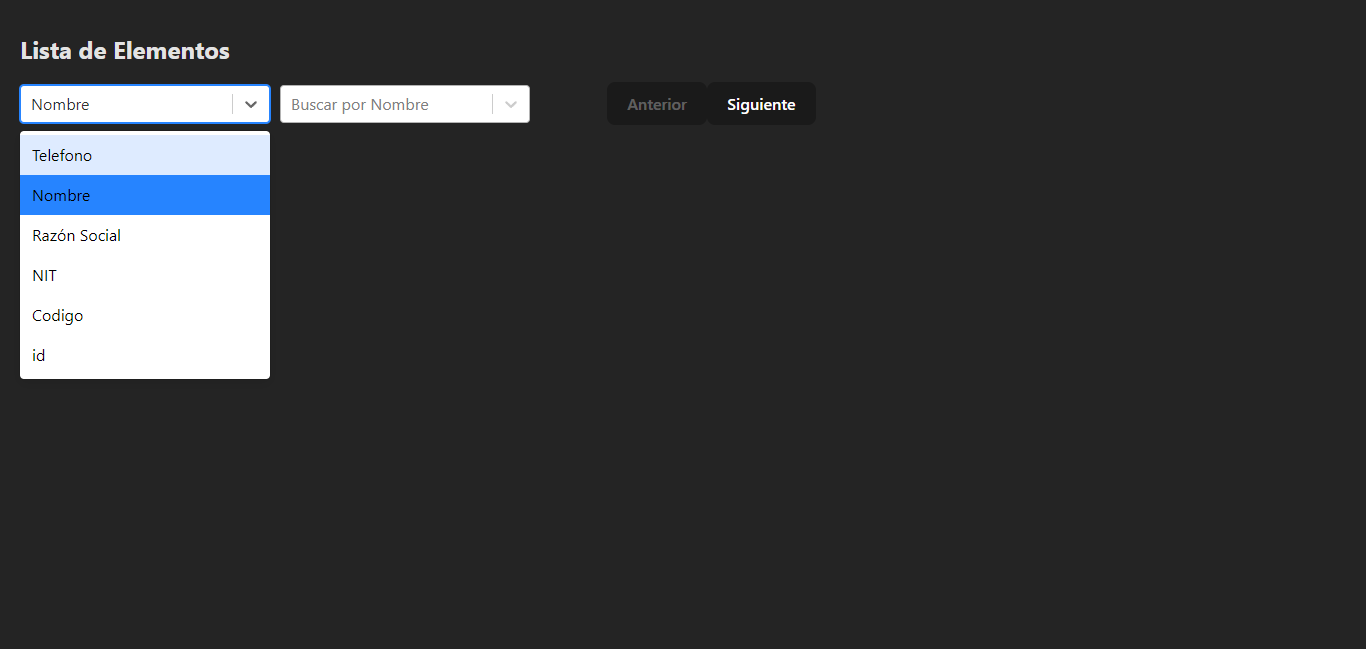 Lista de Elementos
Nombre
Buscar por Nombre
Anterior
Siguiente
Telefono
Nombre
Razón Social
NIT
Codigo
id